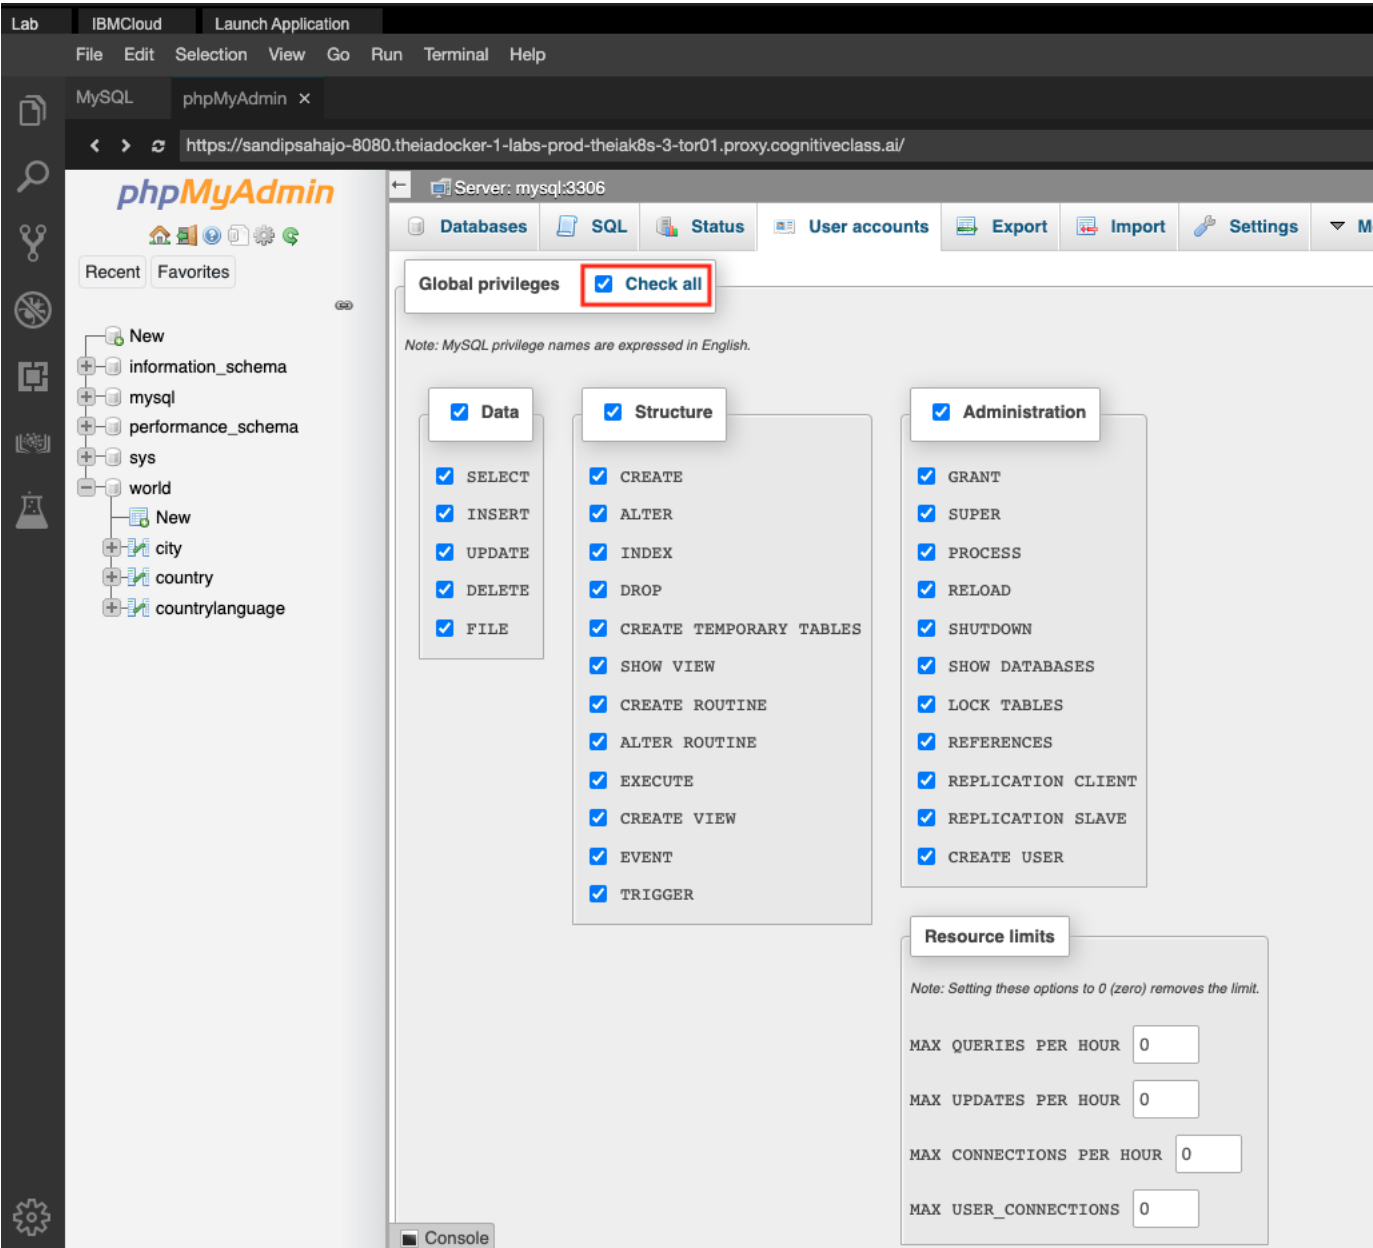 Lab IBMCloud Launch Application
File Edit Selection View Go Run Terminal Help
MySQL phpMyAdmin ×
https://sandipsahajo-8080.theiadocker-1-labs-prod-theiak8s-3-tor01.proxy.cognitiveclass.ai/
phpMyAdmin
Recent Favorites
New
information_schema
mysql
performance_schema
sys
world
New
city
country
countrylanguage
Server: mysql:3306
Databases SQL Status User accounts Export Import Settings M
Global privileges Check all
Note: MySQL privilege names are expressed in English.
Data
SELECT
INSERT
UPDATE
DELETE
FILE
Structure
CREATE
ALTER
INDEX
DROP
CREATE TEMPORARY TABLES
SHOW VIEW
CREATE ROUTINE
ALTER ROUTINE
EXECUTE
CREATE VIEW
EVENT
TRIGGER
Administration
GRANT
SUPER
PROCESS
RELOAD
SHUTDOWN
SHOW DATABASES
LOCK TABLES
REFERENCES
REPLICATION CLIENT
REPLICATION SLAVE
CREATE USER
Resource limits
Note: Setting these options to 0 (zero) removes the limit.
MAX QUERIES PER HOUR 0
MAX UPDATES PER HOUR 0
MAX CONNECTIONS PER HOUR 0
MAX USER_CONNECTIONS 0
Console